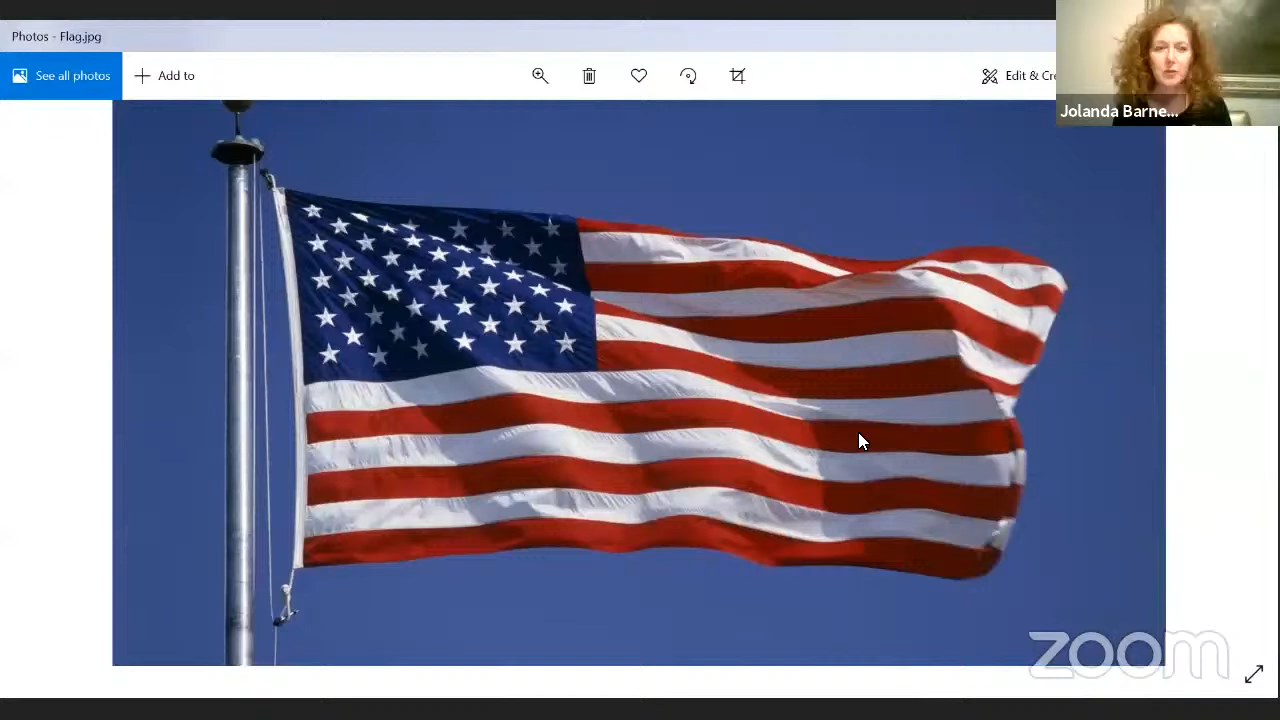 Photos - Flag.jpg
See all photos
Add to
Edit & Cre
Jolanda Barne...
zoom